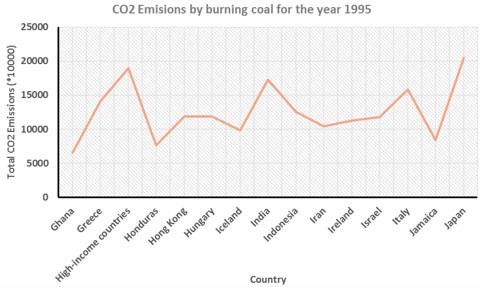 CO2 Emisions by burning coal for the year 1995
Total CO2 Emissions (*10000)
25000
20000
15000
10000
5000
0
Ghana
Greece
High-income countries
Honduras
Hong Kong
Hungary
Iceland
India
Indonesia
Iran
Ireland
Israel
Italy
Jamaica
Japan
Country